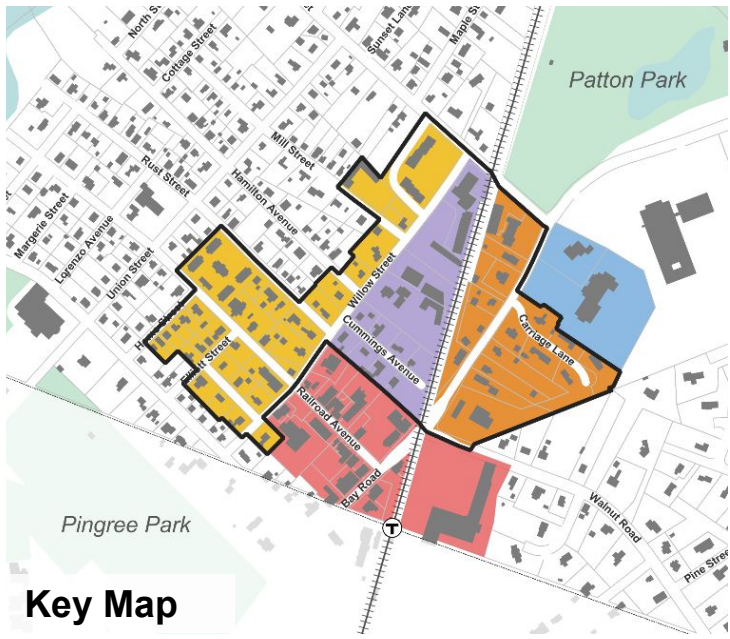 North St
Cottage Street
Sunset Lane
Maple St
Patton Park
Mill Street
Rust Street
Hamilton Avenue
Margerie Street
Lorenzo Avenue
Union Street
Willow Street
Cummings Avenue
Carriage Lane
Railroad Avenue
Bay Road
Walnut Road
Pine Stree
Pingree Park
T
Key Map